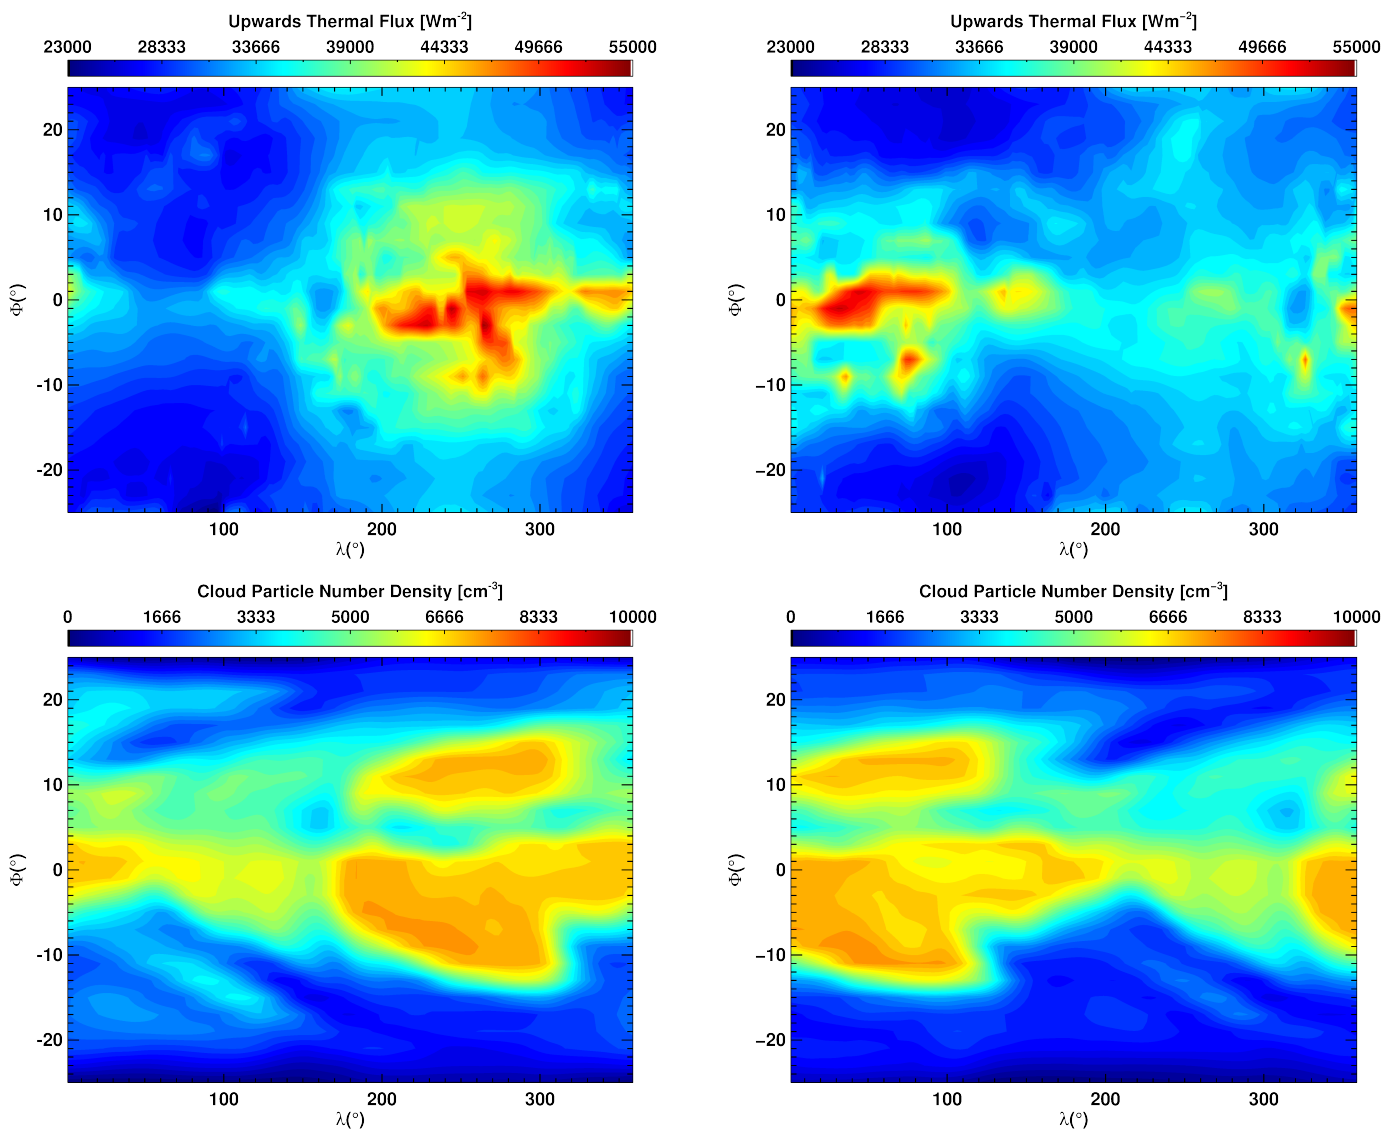 Upwards Thermal Flux [Wm-2]
23000 28333 33666 39000 44333 49666 55000
20
10
0
-10
-20
Φ(°)
100 200 300
λ(°)
Upwards Thermal Flux [Wm−2]
23000 28333 33666 39000 44333 49666 55000
20
10
0
−10
−20
Φ(°)
100 200 300
λ(°)
Cloud Particle Number Density [cm-3]
0 1666 3333 5000 6666 8333 10000
20
10
0
-10
-20
Φ(°)
100 200 300
λ(°)
Cloud Particle Number Density [cm−3]
0 1666 3333 5000 6666 8333 10000
20
10
0
−10
−20
Φ(°)
100 200 300
λ(°)